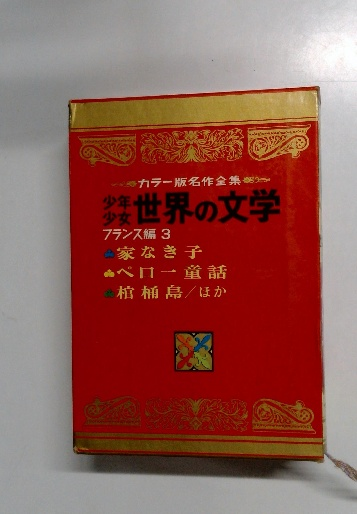 カラー版名作全集
少年少女世界の文学
フランス編 3
家なき子
ペロー童話
棺桶島/ほか